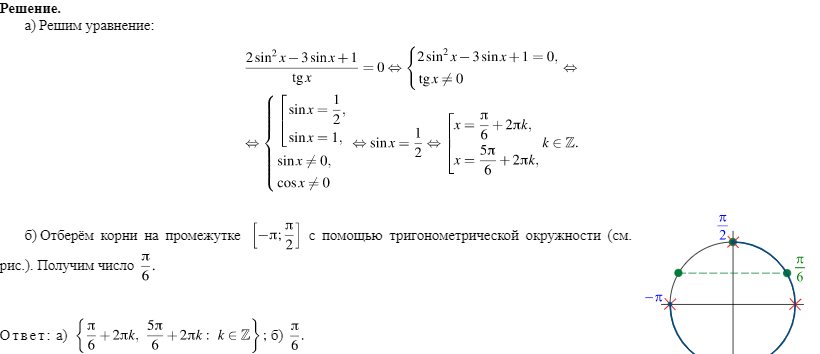 Решение.
а) Решим уравнение:
$\frac{2\sin^2 x - 3\sin x + 1}{\operatorname{tg} x} = 0 \Leftrightarrow \begin{cases} 2\sin^2 x - 3\sin x + 1 = 0, \\ \operatorname{tg} x \neq 0 \end{cases} \Leftrightarrow$
$\Leftrightarrow \begin{cases} \left[ \begin{array}{l} \sin x = \frac{1}{2}, \\ \sin x = 1, \end{array} \right. \\ \sin x \neq 0, \\ \cos x \neq 0 \end{cases} \Leftrightarrow \sin x = \frac{1}{2} \Leftrightarrow \left[ \begin{array}{l} x = \frac{\pi}{6} + 2\pi k, \\ x = \frac{5\pi}{6} + 2\pi k, \end{array} \right. k \in \mathbb{Z}.$
б) Отберём корни на промежутке $\left[ -\pi; \frac{\pi}{2} \right]$ с помощью тригонометрической окружности (см.
рис.). Получим число $\frac{\pi}{6}$.
Ответ: а) $\left\{ \frac{\pi}{6} + 2\pi k, \frac{5\pi}{6} + 2\pi k : k \in \mathbb{Z} \right\}$; б) $\frac{\pi}{6}$.
$\frac{\pi}{2}$
$\frac{\pi}{6}$
$-\pi$